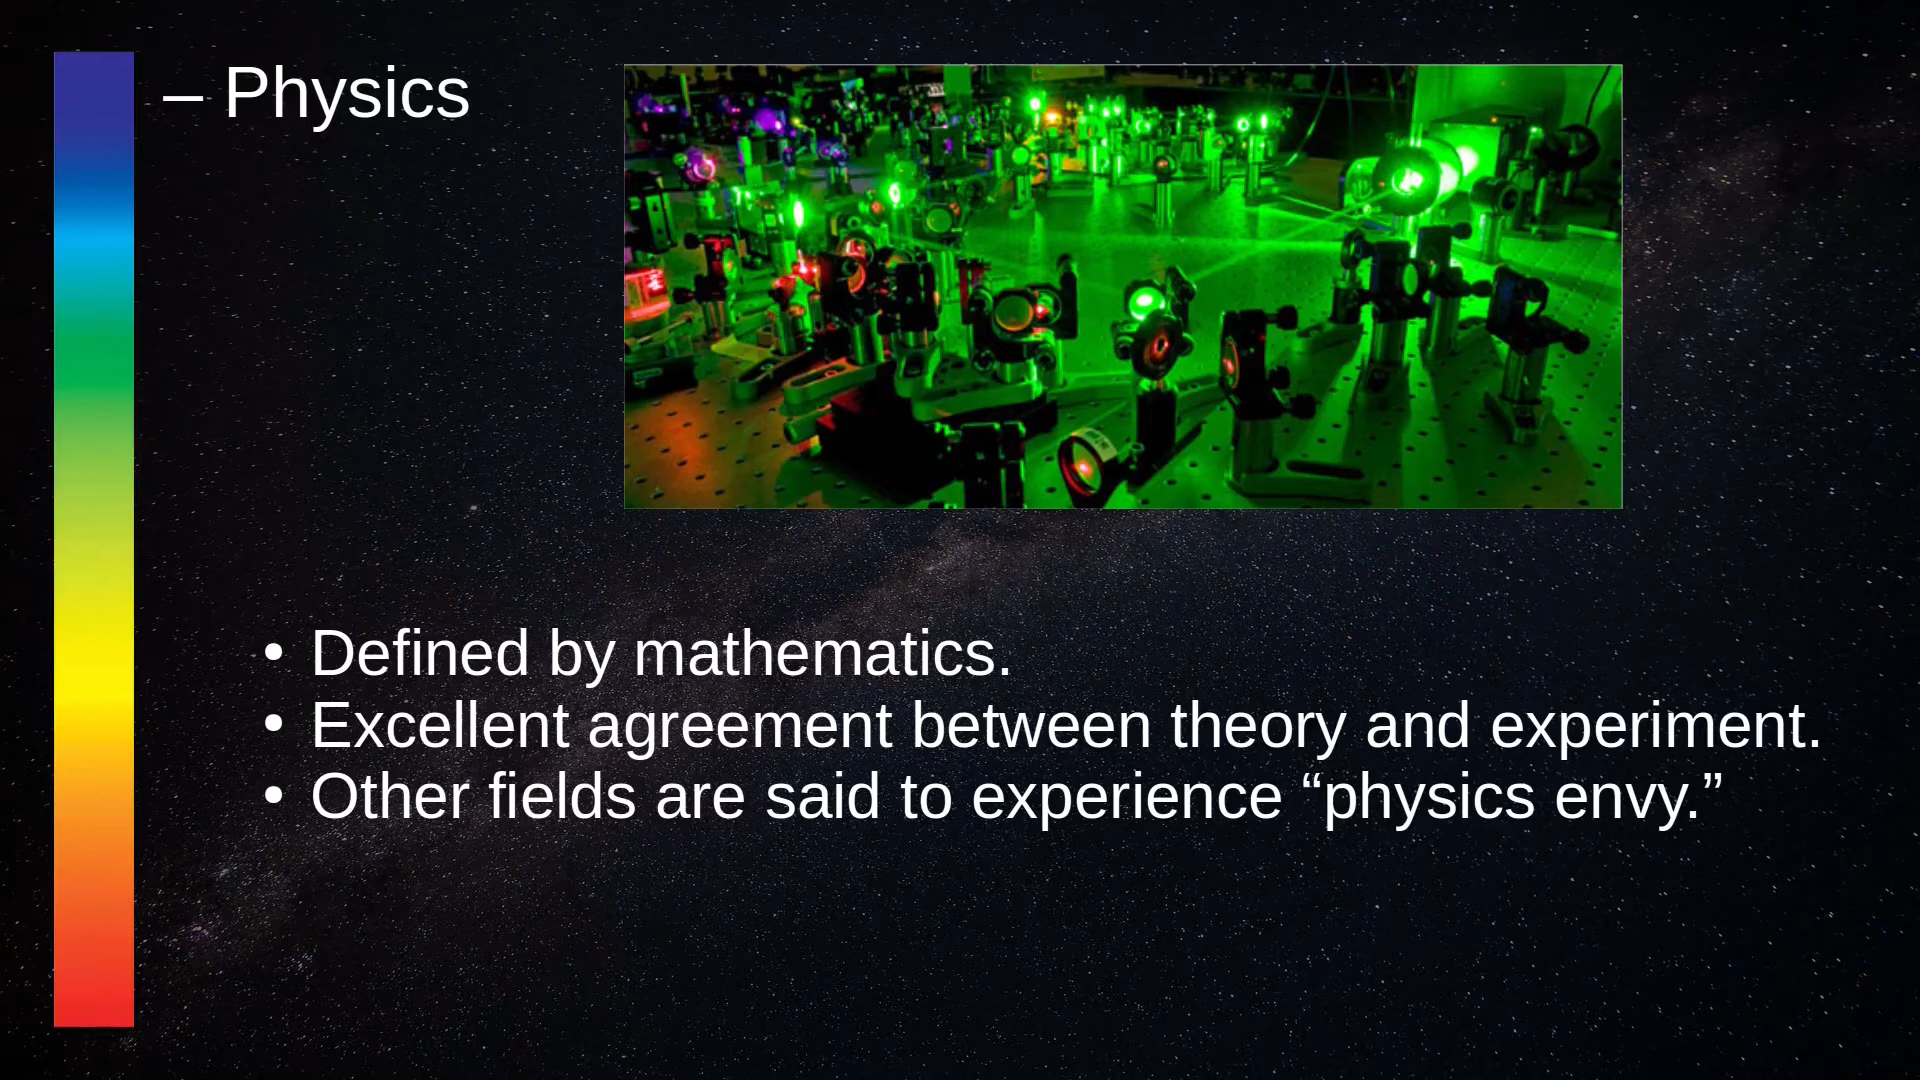 – Physics
• Defined by mathematics.
• Excellent agreement between theory and experiment.
• Other fields are said to experience “physics envy.”